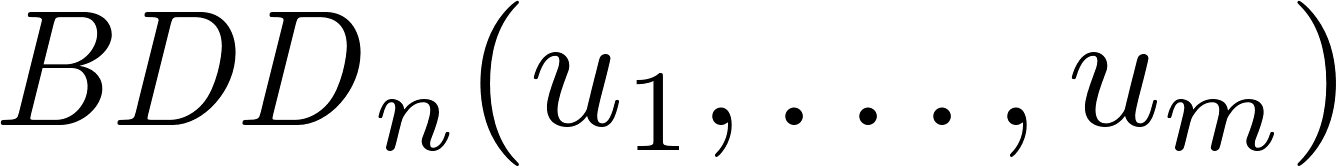 BDD_n(u_1, . . . , u_m)